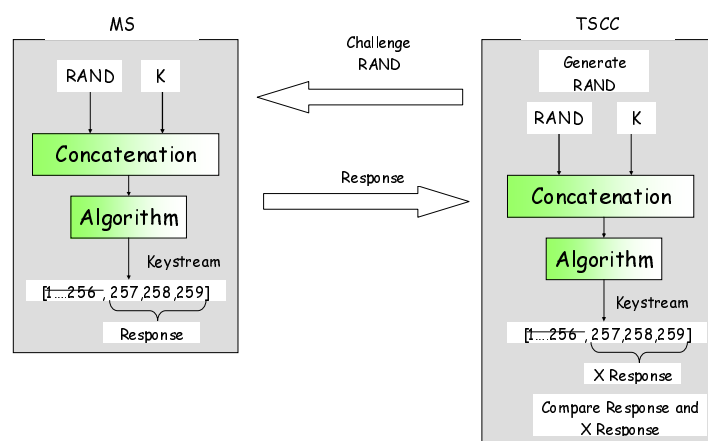 MS
TSCC
Challenge
RAND
Generate
RAND
RAND K
RAND K
Concatenation
Concatenation
Response
Algorithm
Algorithm
Keystream
Keystream
[1....256 , 257,258,259]
[1....256 , 257,258,259]
Response
X Response
Compare Response and
X Response